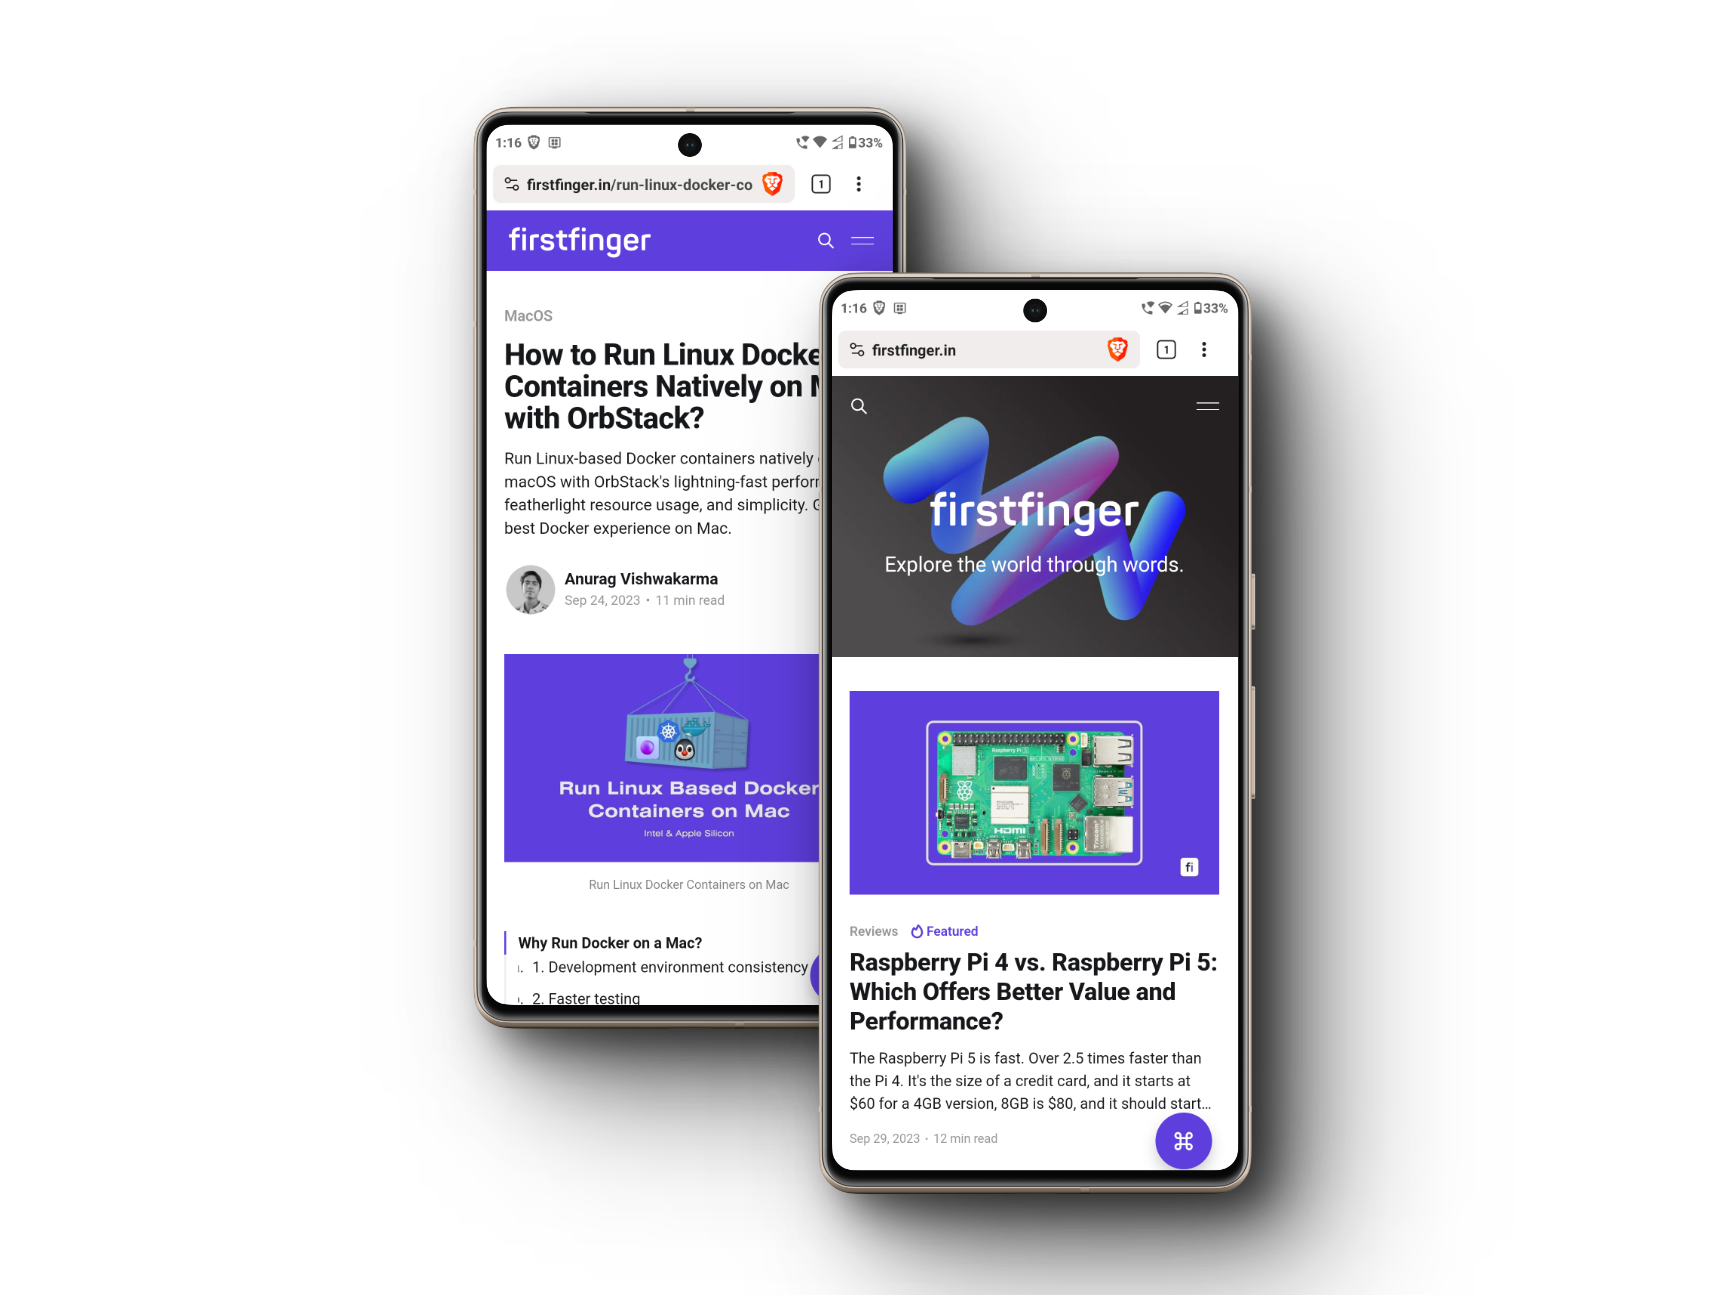 1:16
33%
firstfinger.in/run-linux-docker-co
1
firstfinger
MacOS
How to Run Linux Docke
Containers Natively on
with OrbStack?
Run Linux-based Docker containers natively
macOS with OrbStack's lightning-fast perfor
featherlight resource usage, and simplicity.
best Docker experience on Mac.
Anurag Vishwakarma
Sep 24, 2023 • 11 min read
Run Linux Based Docker
Containers on Mac
Intel & Apple Silicon
Run Linux Docker Containers on Mac
Why Run Docker on a Mac?
1. Development environment consistency
2. Faster testing
1:16
33%
firstfinger.in
1
firstfinger
Explore the world through words.
Raspberry Pi 5
HDMI
Trxcom
fi
Reviews
Featured
Raspberry Pi 4 vs. Raspberry Pi 5:
Which Offers Better Value and
Performance?
The Raspberry Pi 5 is fast. Over 2.5 times faster than
the Pi 4. It's the size of a credit card, and it starts at
$60 for a 4GB version, 8GB is $80, and it should start...
Sep 29, 2023 • 12 min read